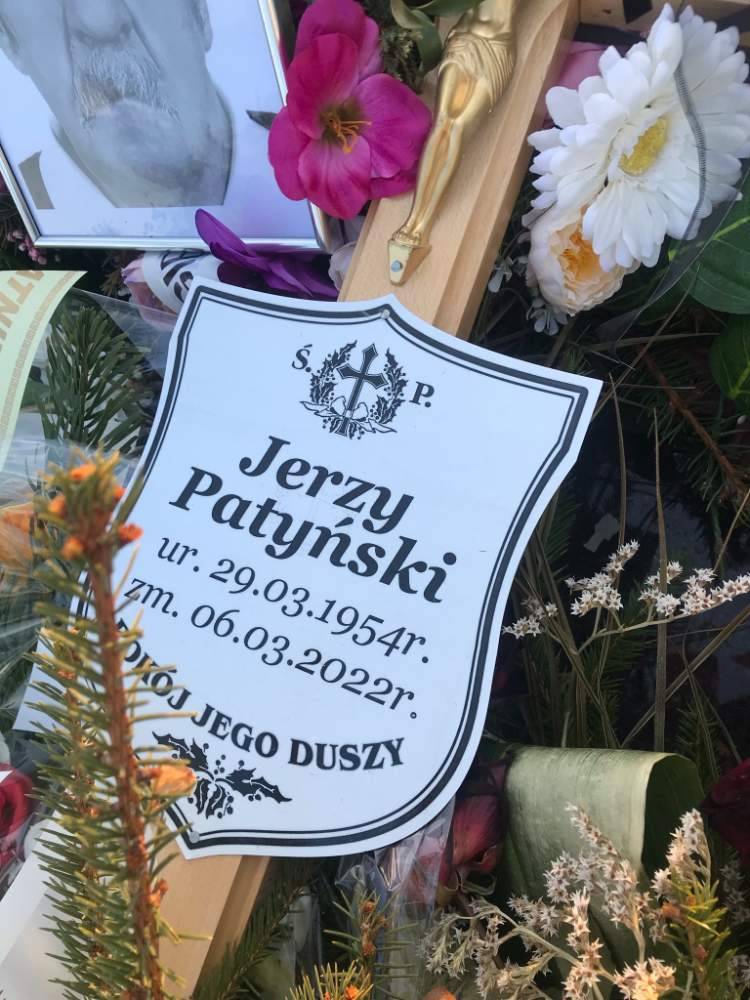 Ś. P.
Jerzy
Patyński
ur. 29.03.1954r.
zm. 06.03.2022r.
JEGO DUSZY